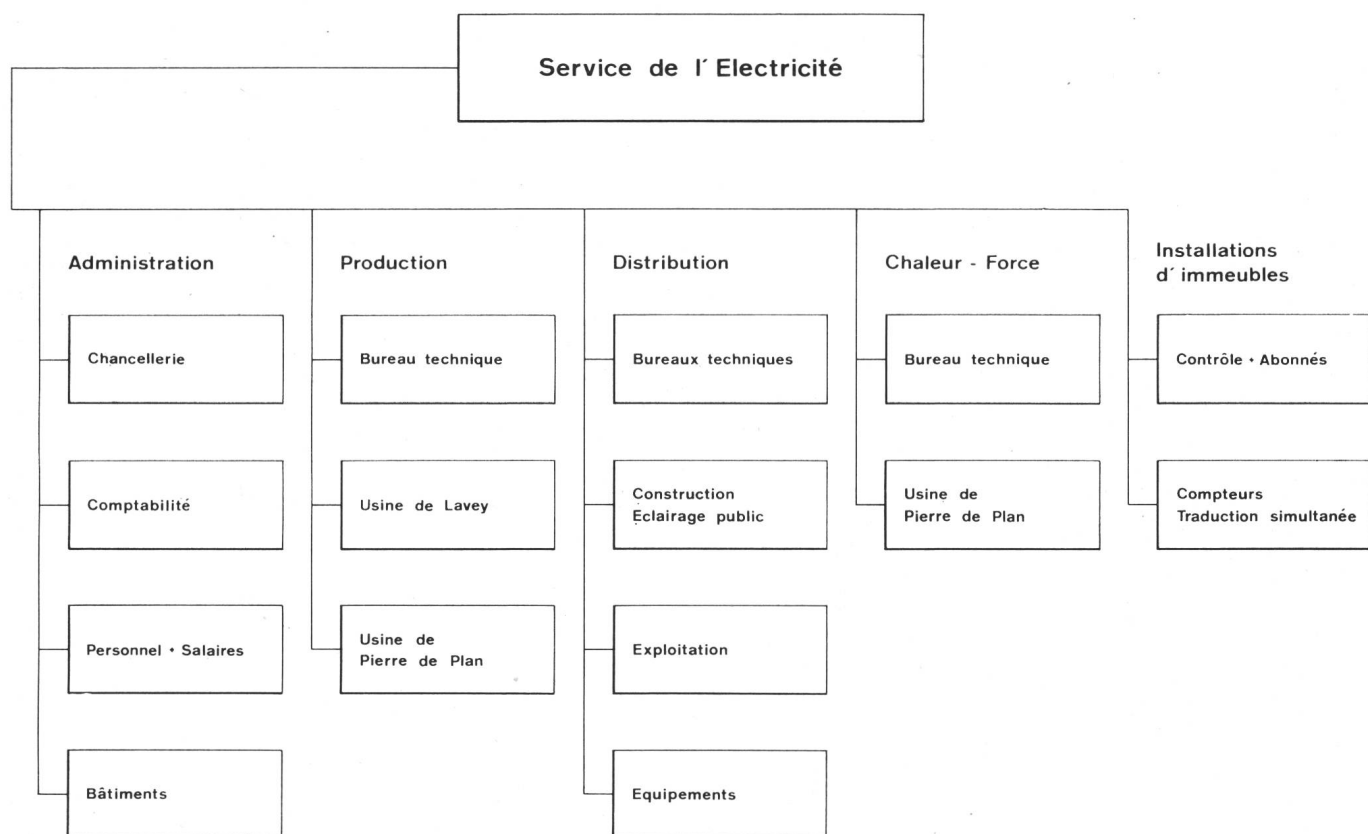 Service de l´Electricité
Administration
Chancellerie
Comptabilité
Personnel + Salaires
Bâtiments
Production
Bureau technique
Usine de Lavey
Usine de
Pierre de Plan
Distribution
Bureaux techniques
Construction
Eclairage public
Exploitation
Equipements
Chaleur - Force
Bureau technique
Usine de
Pierre de Plan
Installations
d´immeubles
Contrôle + Abonnés
Compteurs
Traduction simultanée